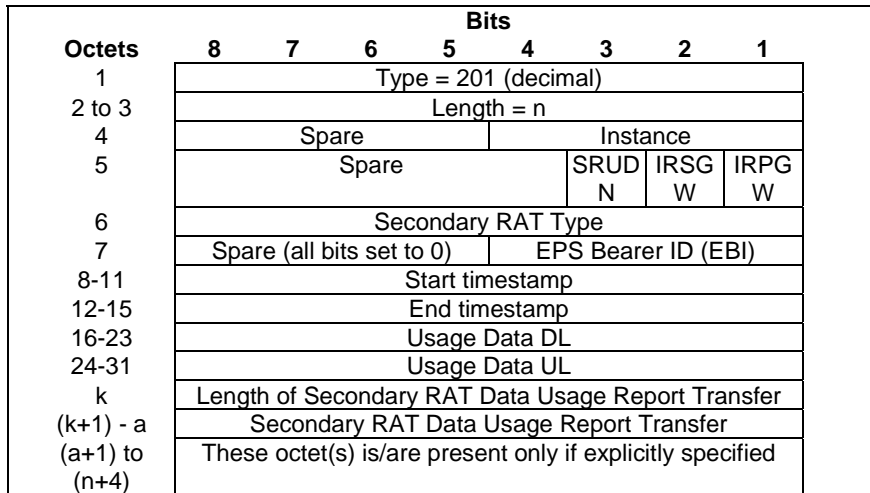 Bits
Octets 8 7 6 5 4 3 2 1
1 Type = 201 (decimal)
2 to 3 Length = n
4 Spare Instance
5 Spare SRUD IRSG IRPG
N W W
6 Secondary RAT Type
7 Spare (all bits set to 0) EPS Bearer ID (EBI)
8-11 Start timestamp
12-15 End timestamp
16-23 Usage Data DL
24-31 Usage Data UL
k Length of Secondary RAT Data Usage Report Transfer
(k+1) - a Secondary RAT Data Usage Report Transfer
(a+1) to These octet(s) is/are present only if explicitly specified
(n+4)